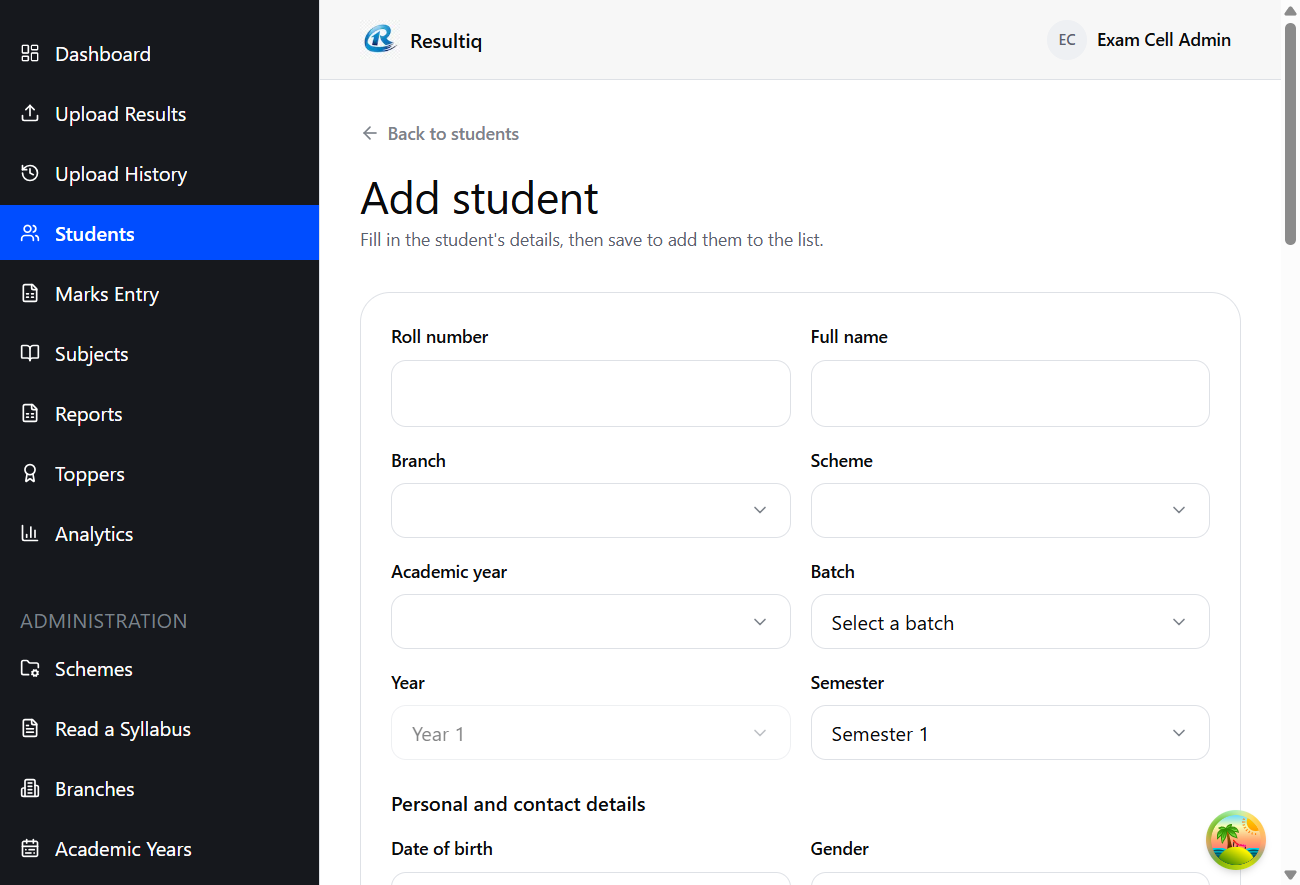 Dashboard
Upload Results
Upload History
Students
Marks Entry
Subjects
Reports
Toppers
Analytics
ADMINISTRATION
Schemes
Read a Syllabus
Branches
Academic Years
Resultiq
EC Exam Cell Admin
Back to students
Add student
Fill in the student's details, then save to add them to the list.
Roll number Full name
Branch Scheme
Academic year Batch
Select a batch
Year Semester
Year 1 Semester 1
Personal and contact details
Date of birth Gender